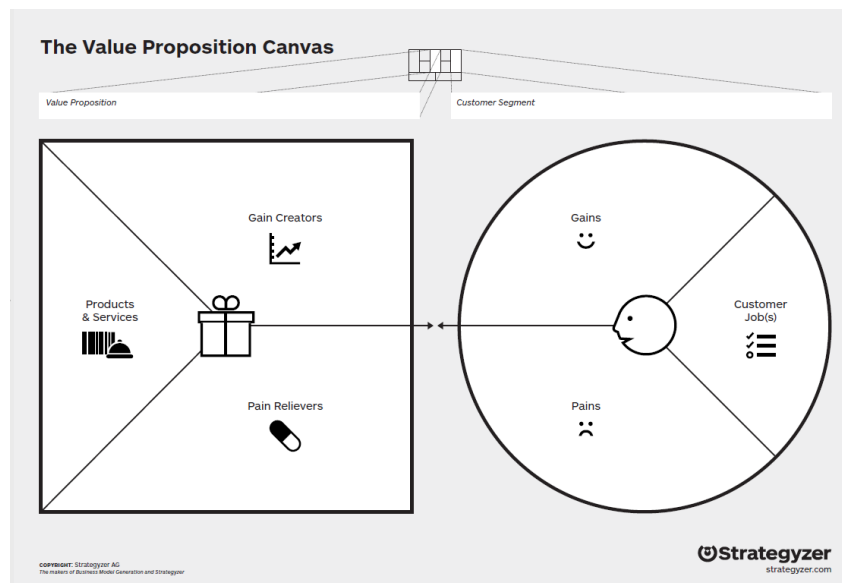 The Value Proposition Canvas
Value Proposition
Customer Segment
Gain Creators
Gains
Products
& Services
Customer
Job(s)
Pain Relievers
Pains
COPYRIGHT: Strategyzer AG
The makers of Business Model Generation and Strategyzer
Strategyzer
strategyzer.com